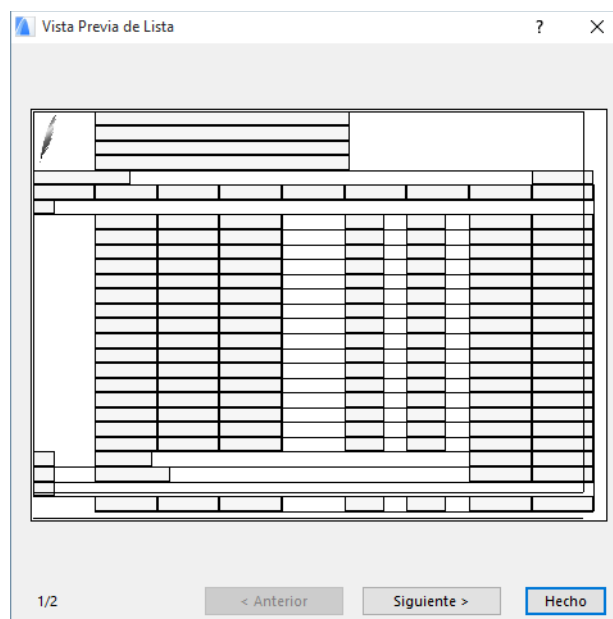 Vista Previa de Lista
?
1/2
< Anterior
Siguiente >
Hecho